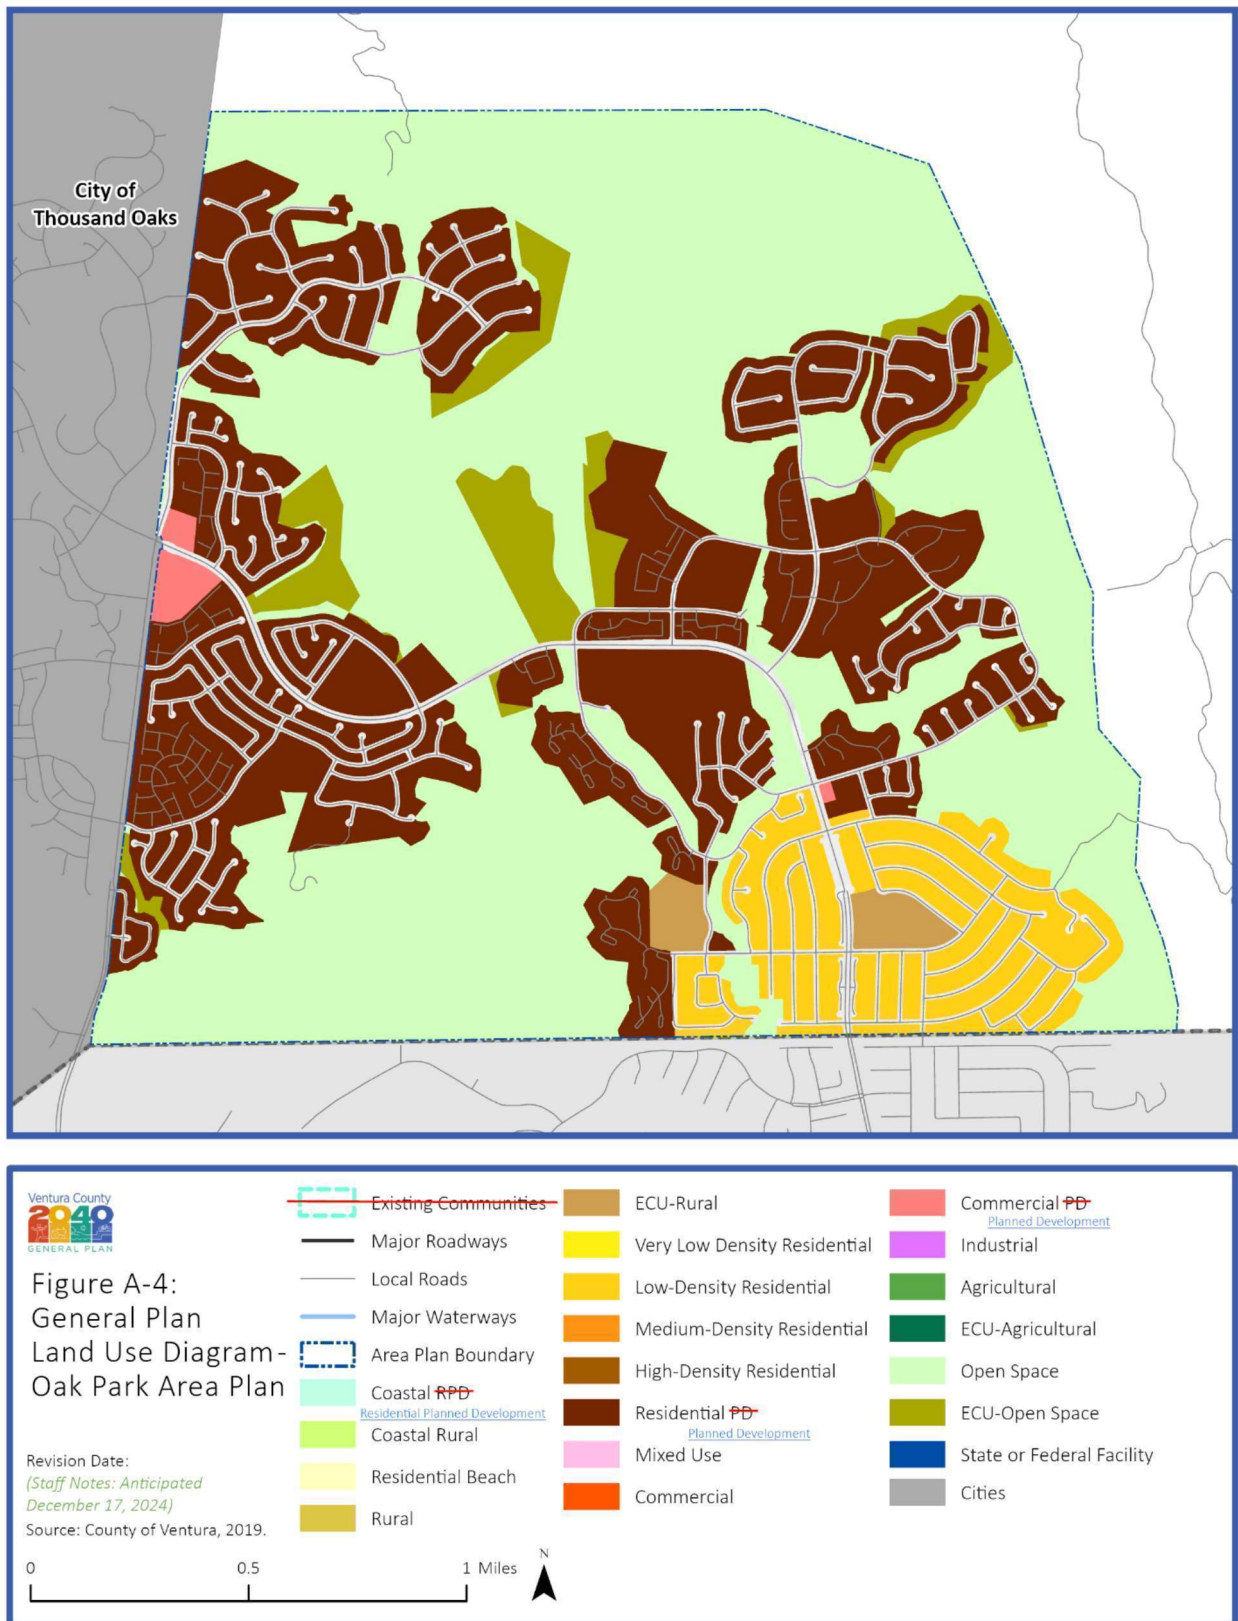 City of
Thousand Oaks
Ventura County
2040
GENERAL PLAN
Figure A-4:
General Plan
Land Use Diagram-
Oak Park Area Plan
Revision Date:
(Staff Notes: Anticipated
December 17, 2024)
Source: County of Ventura, 2019.
0 0.5 1 Miles
N
Existing Communities
Major Roadways
Local Roads
Major Waterways
Area Plan Boundary
Coastal RPD
Residential Planned Development
Coastal Rural
Residential Beach
Rural
ECU-Rural
Very Low Density Residential
Low-Density Residential
Medium-Density Residential
High-Density Residential
Residential PD
Planned Development
Mixed Use
Commercial
Commercial PD
Planned Development
Industrial
Agricultural
ECU-Agricultural
Open Space
ECU-Open Space
State or Federal Facility
Cities